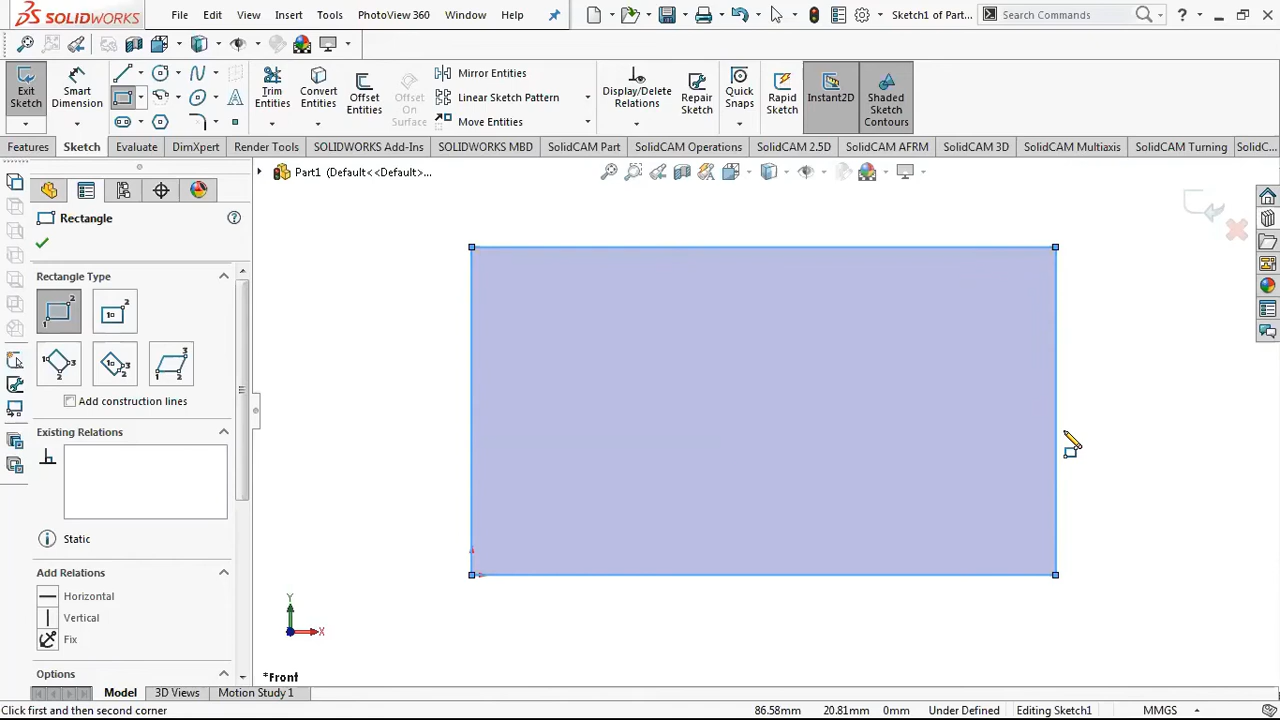 SOLIDWORKS File Edit View Insert Tools PhotoView 360 Window Help Sketch1 of Part... Search Commands ?
Exit Sketch
Smart Dimension
Trim Entities
Convert Entities
Offset Entities
Offset On Surface
Mirror Entities
Linear Sketch Pattern
Move Entities
Display/Delete Relations
Repair Sketch
Quick Snaps
Rapid Sketch
Instant2D
Shaded Sketch Contours
Features Sketch Evaluate DimXpert Render Tools SOLIDWORKS Add-Ins SOLIDWORKS MBD SolidCAM Part SolidCAM Operations SolidCAM 2.5D SolidCAM AFRM SolidCAM 3D SolidCAM Multiaxis SolidCAM Turning SolidC...
Part1 (Default<<Default>...
Rectangle
Rectangle Type
Add construction lines
Existing Relations
Static
Add Relations
Horizontal
Vertical
Fix
Options
Y
X
*Front
Model 3D Views Motion Study 1
Click first and then second corner 86.58mm 20.81mm 0mm Under Defined Editing Sketch1 MMGS